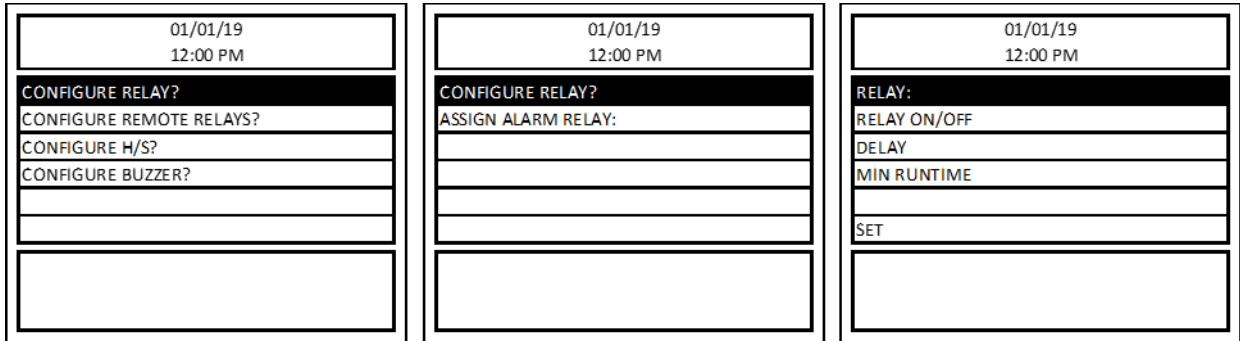 01/01/19
12:00 PM
CONFIGURE RELAY?
CONFIGURE REMOTE RELAYS?
CONFIGURE H/S?
CONFIGURE BUZZER?
01/01/19
12:00 PM
CONFIGURE RELAY?
ASSIGN ALARM RELAY:
01/01/19
12:00 PM
RELAY:
RELAY ON/OFF
DELAY
MIN RUNTIME
SET